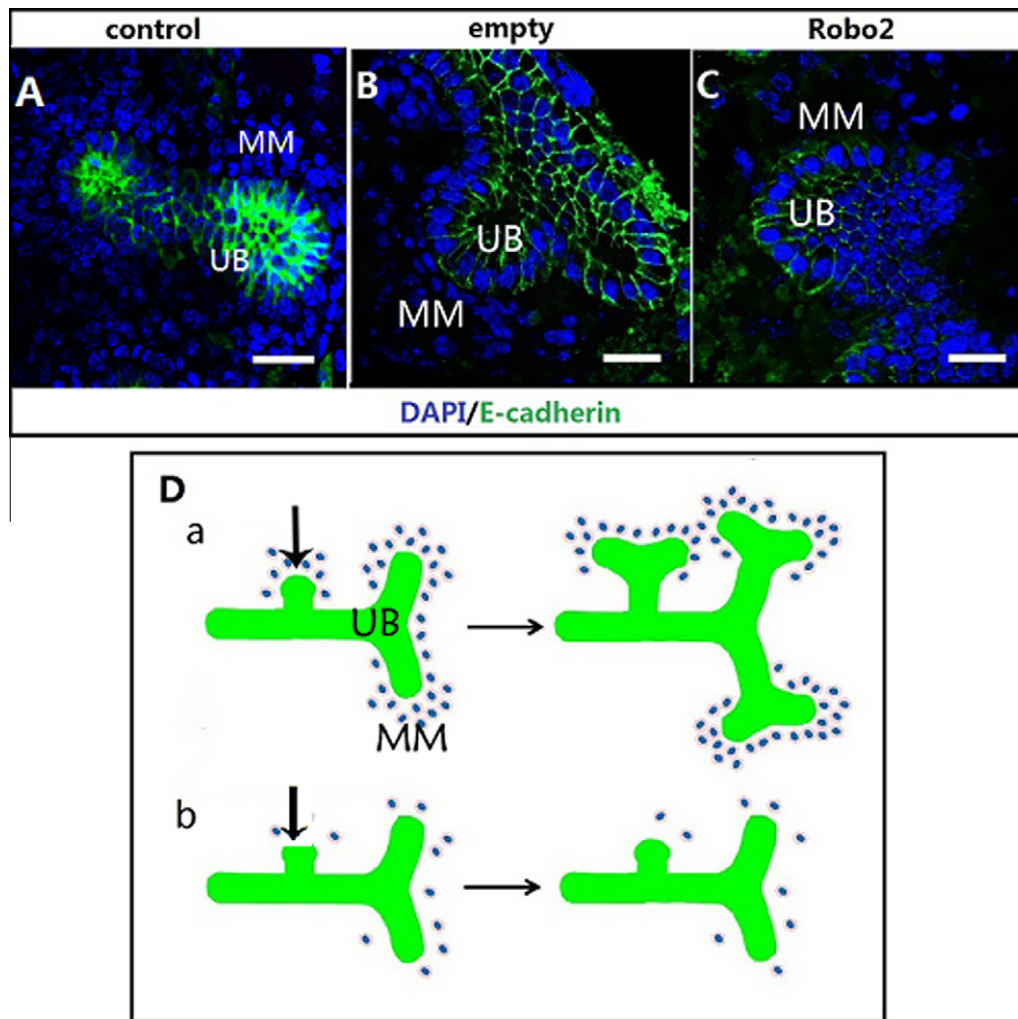 control empty Robo2
A B C
MM MM
UB
UB UB
MM
DAPI/E-cadherin
D
a
UB
MM
b